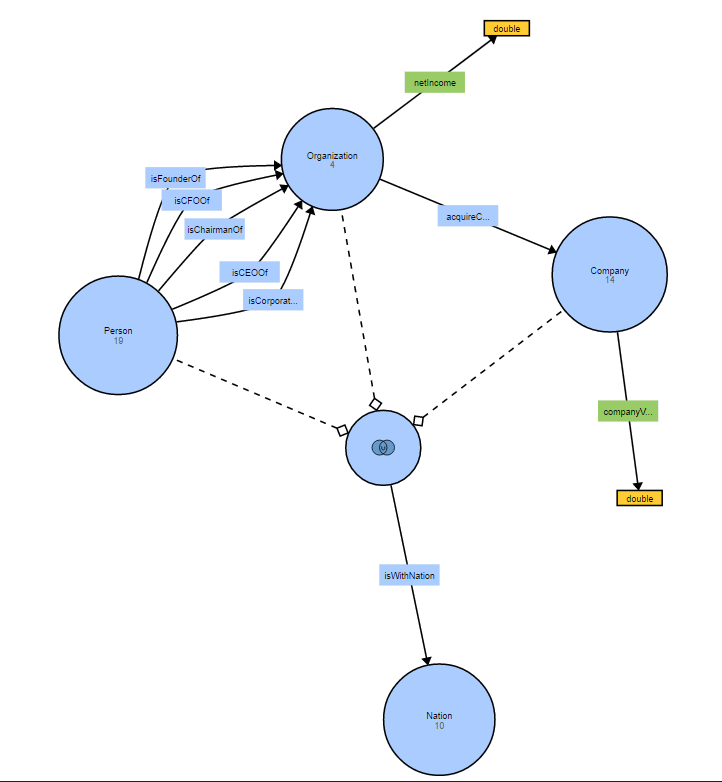 double
netIncome
Organization
4
isFounderOf
isCFOOf
acquireC...
isChairmanOf
isCEOOf
Company
14
isCorporat...
Person
19
companyV...
double
isWithNation
Nation
10